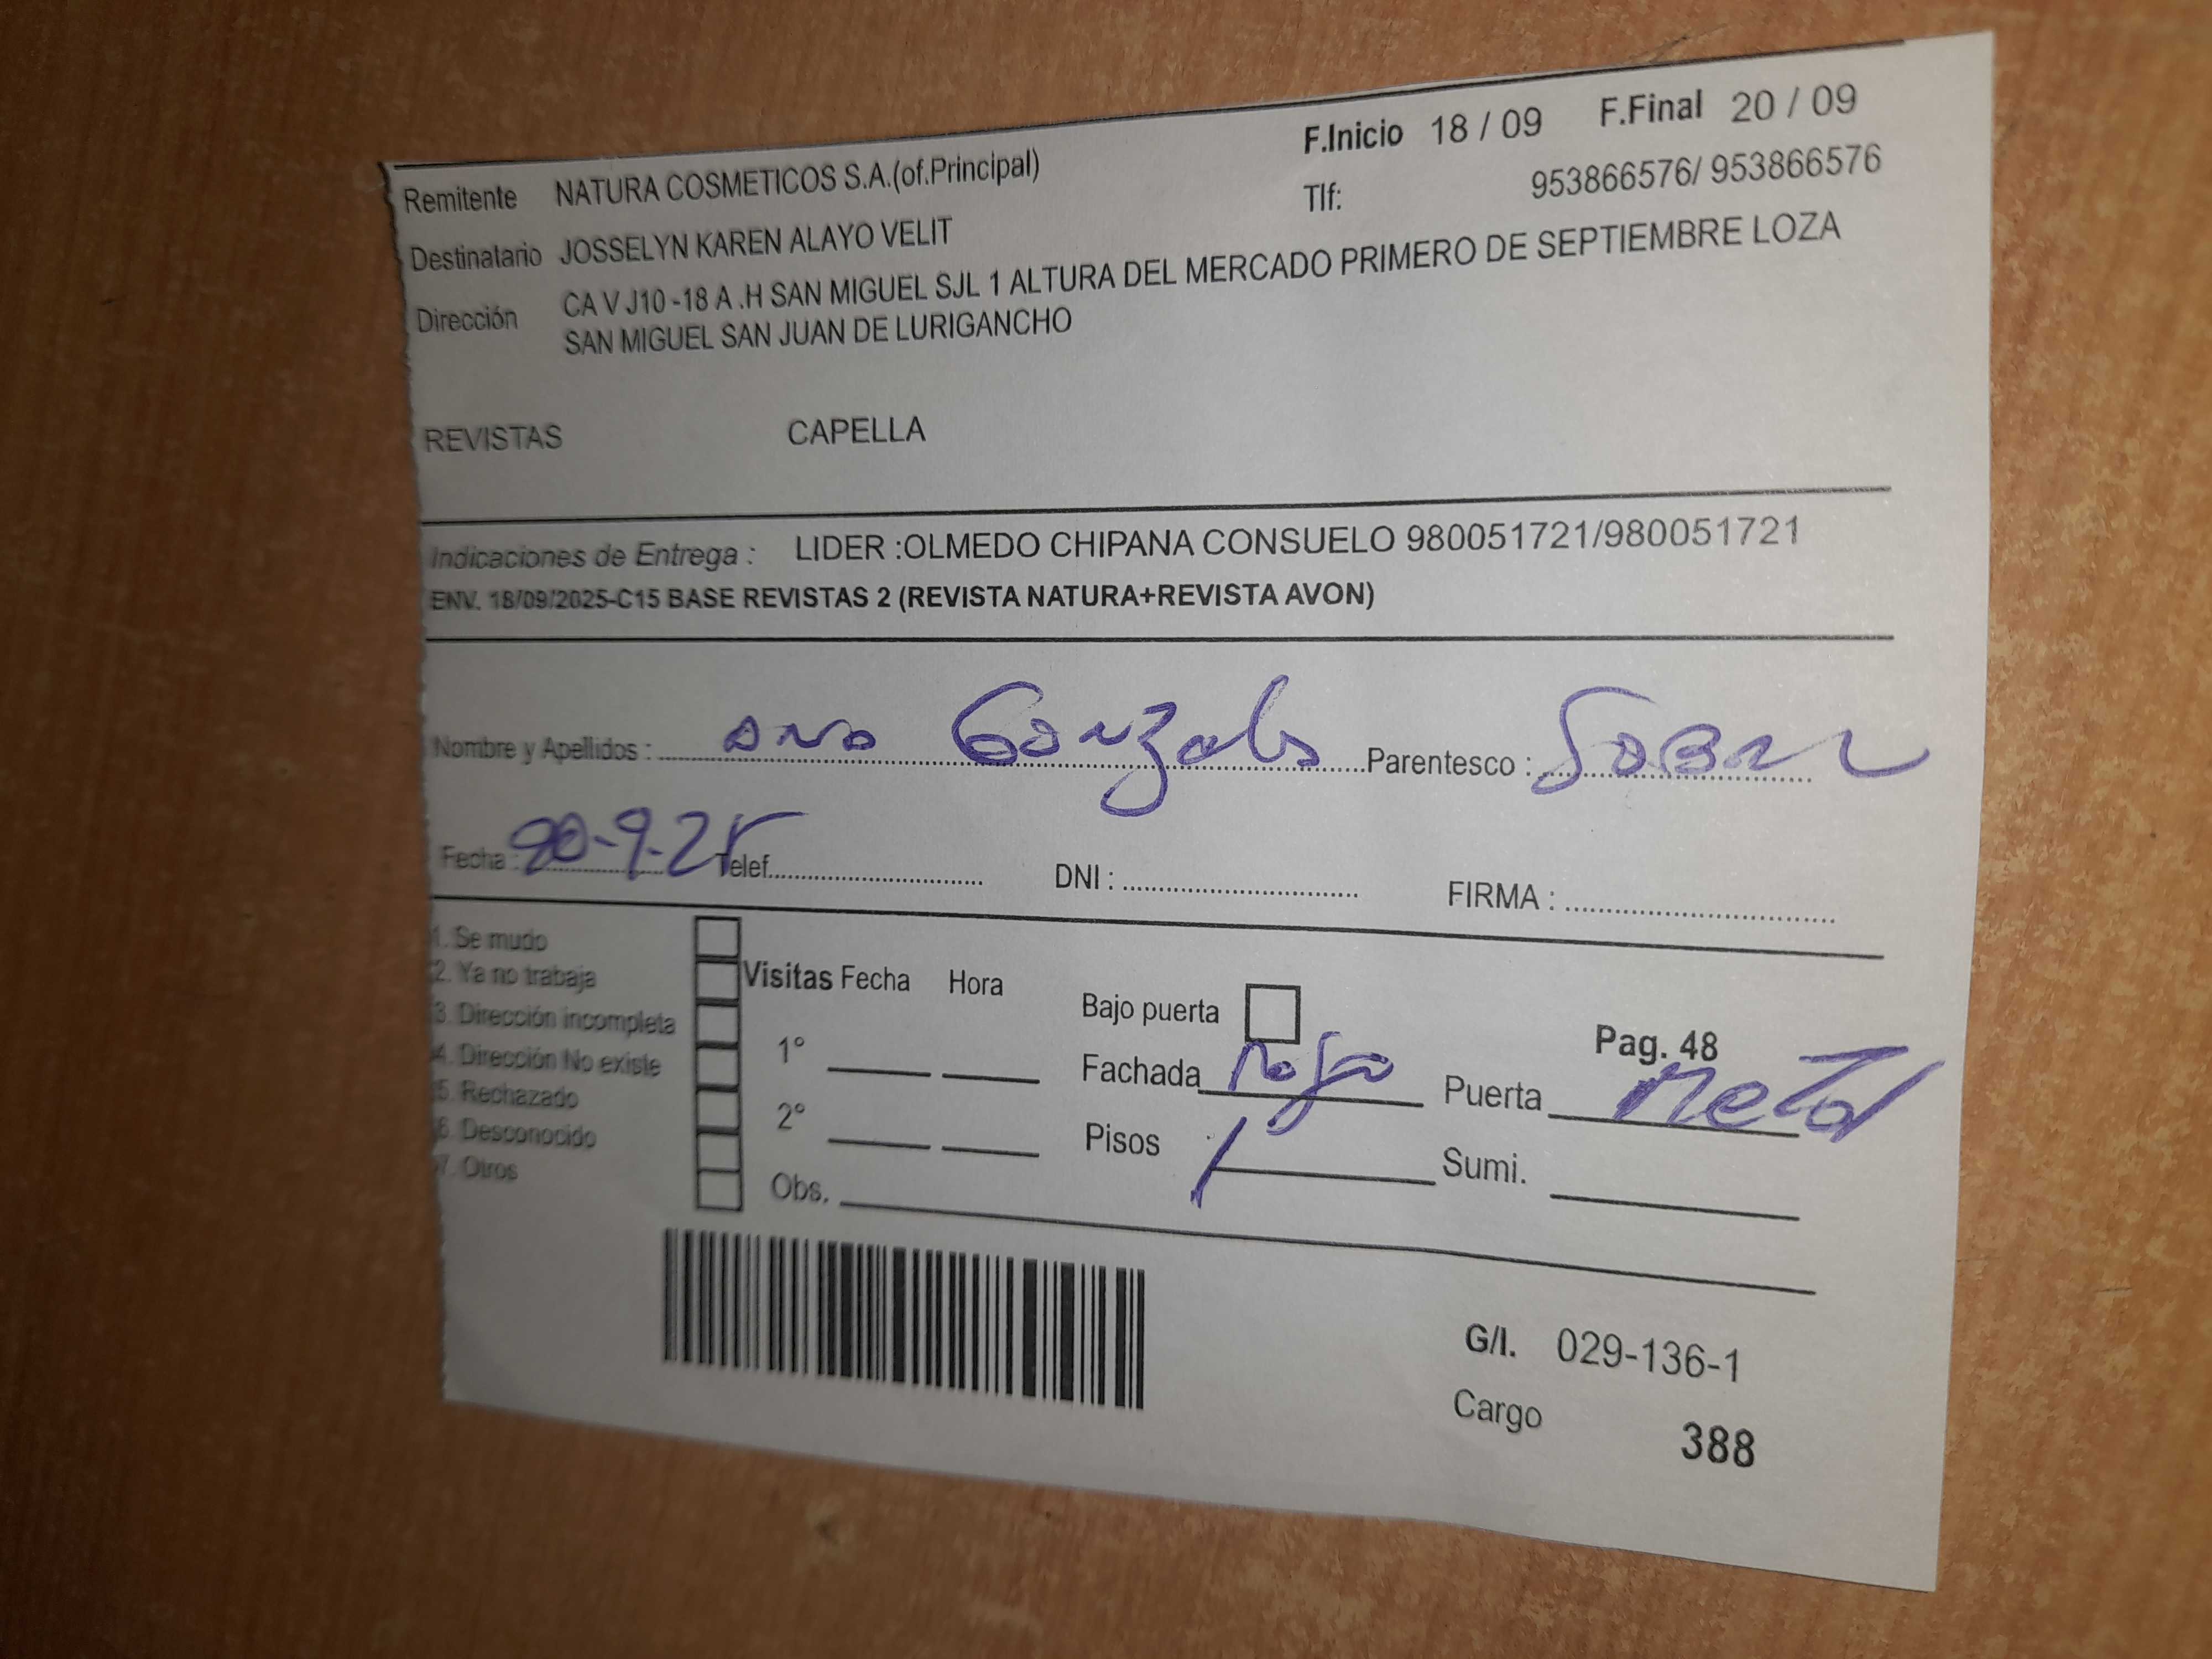 F.Inicio 18 / 09 F.Final 20 / 09
Remitente NATURA COSMETICOS S.A.(of.Principal)
Tlf: 953866576/ 953866576
Destinatario JOSSELYN KAREN ALAYO VELIT
Dirección CA V J10 -18 A .H SAN MIGUEL SJL 1 ALTURA DEL MERCADO PRIMERO DE SEPTIEMBRE LOZA
SAN MIGUEL SAN JUAN DE LURIGANCHO
REVISTAS CAPELLA
Indicaciones de Entrega : LIDER :OLMEDO CHIPANA CONSUELO 980051721/980051721
ENV. 18/09/2025-C15 BASE REVISTAS 2 (REVISTA NATURA+REVISTA AVON)
Nombre y Apellidos : Ana Gonzales Parentesco :
Fecha : 20-9-25 Telef. DNI : FIRMA :
1. Se mudo
2. Ya no trabaja
3. Dirección incompleta
4. Dirección No existe
5. Rechazado
6. Desconocido
7. Otros
Visitas Fecha Hora
1°
2°
Obs.
Bajo puerta
Pag. 48
Fachada Rojo Puerta Metal
Pisos 1 Sumi.
G/I. 029-136-1
Cargo 388